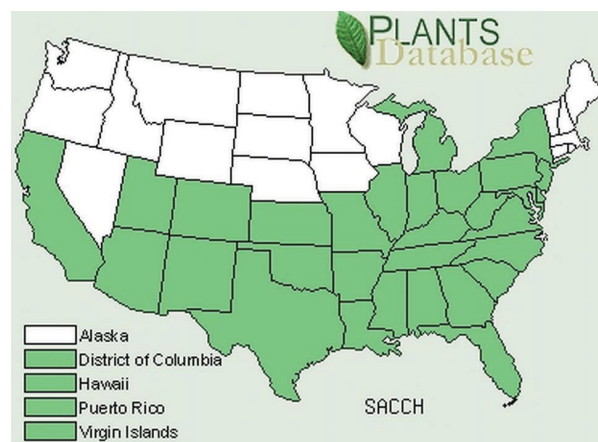 PLANTS
Database
Alaska
District of Columbia
Hawaii
Puerto Rico
Virgin Islands
SACCH